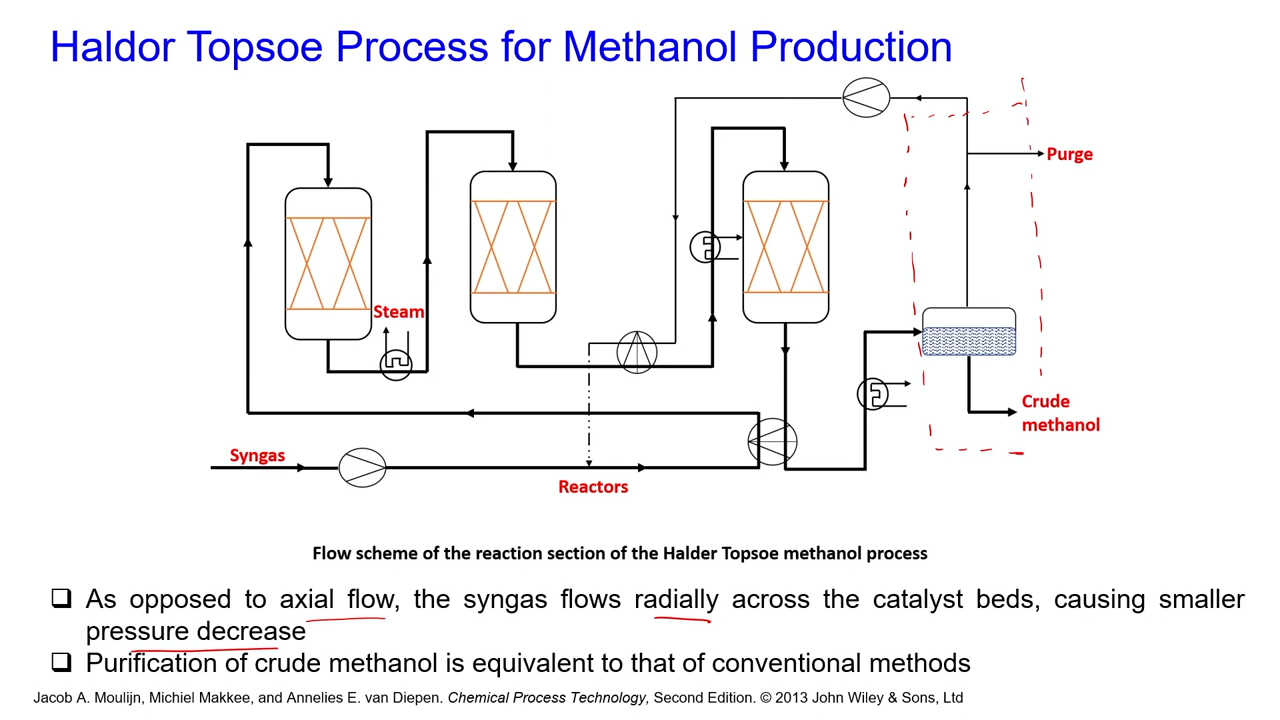 Haldor Topsoe Process for Methanol Production
Purge
Steam
Crude
methanol
Syngas
Reactors
Flow scheme of the reaction section of the Halder Topsoe methanol process
❑ As opposed to axial flow, the syngas flows radially across the catalyst beds, causing smaller
pressure decrease
❑ Purification of crude methanol is equivalent to that of conventional methods
Jacob A. Moulijn, Michiel Makkee, and Annelies E. van Diepen. Chemical Process Technology, Second Edition. © 2013 John Wiley & Sons, Ltd